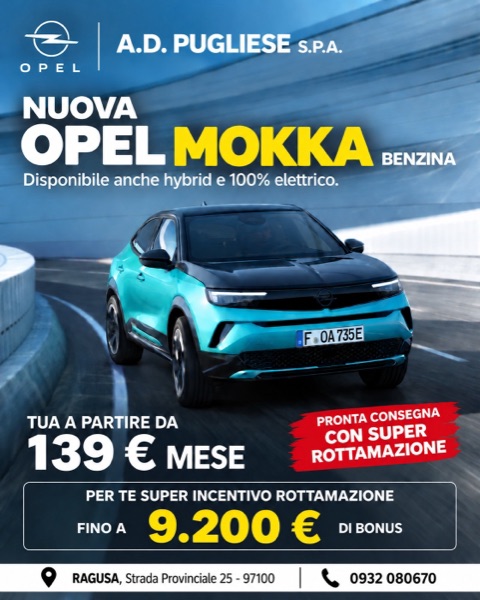 OPEL
A.D. PUGLIESE S.P.A.
NUOVA
OPEL MOKKA BENZINA
Disponibile anche hybrid e 100% elettrico.
F OA 735E
TUA A PARTIRE DA
139 € MESE
PRONTA CONSEGNA
CON SUPER
ROTTAMAZIONE
PER TE SUPER INCENTIVO ROTTAMAZIONE
FINO A 9.200 € DI BONUS
RAGUSA, Strada Provinciale 25 - 97100
0932 080670